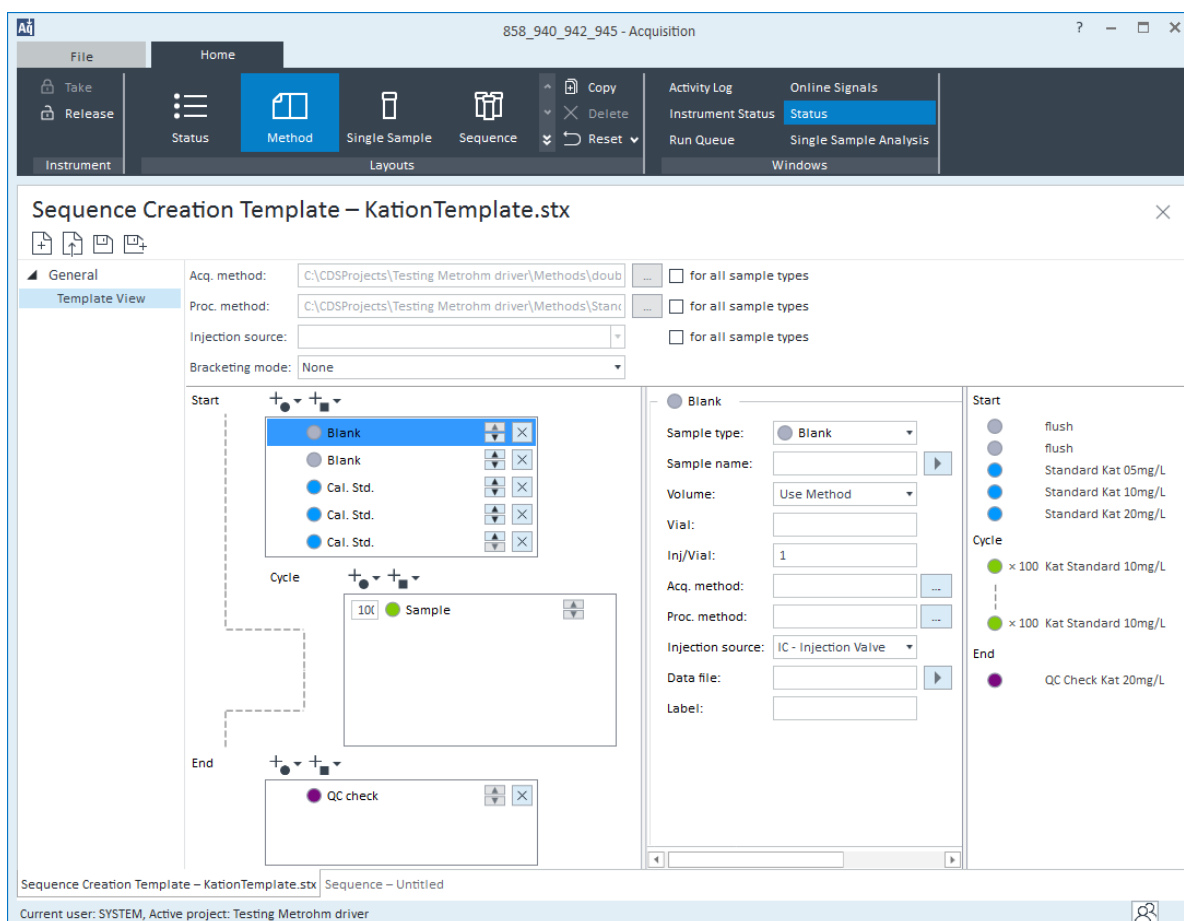 Aq
858_940_942_945 - Acquisition
?
File
Home
Take
Release
Instrument
Status
Method
Single Sample
Sequence
Copy
Delete
Reset
Layouts
Activity Log
Online Signals
Instrument Status
Status
Run Queue
Single Sample Analysis
Windows
Sequence Creation Template – KationTemplate.stx
General
Template View
Acq. method: C:\CDSProjects\Testing Metrohm driver\Methods\doub ... for all sample types
Proc. method: C:\CDSProjects\Testing Metrohm driver\Methods\Stand ... for all sample types
Injection source: for all sample types
Bracketing mode: None
Start
Blank
Blank
Cal. Std.
Cal. Std.
Cal. Std.
Cycle
100 Sample
End
QC check
Blank
Sample type: Blank
Sample name:
Volume: Use Method
Vial:
Inj/Vial: 1
Acq. method: ...
Proc. method: ...
Injection source: IC - Injection Valve
Data file:
Label:
Start
flush
flush
Standard Kat 05mg/L
Standard Kat 10mg/L
Standard Kat 20mg/L
Cycle
× 100 Kat Standard 10mg/L
× 100 Kat Standard 10mg/L
End
QC Check Kat 20mg/L
Sequence Creation Template – KationTemplate.stx
Sequence – Untitled
Current user: SYSTEM, Active project: Testing Metrohm driver